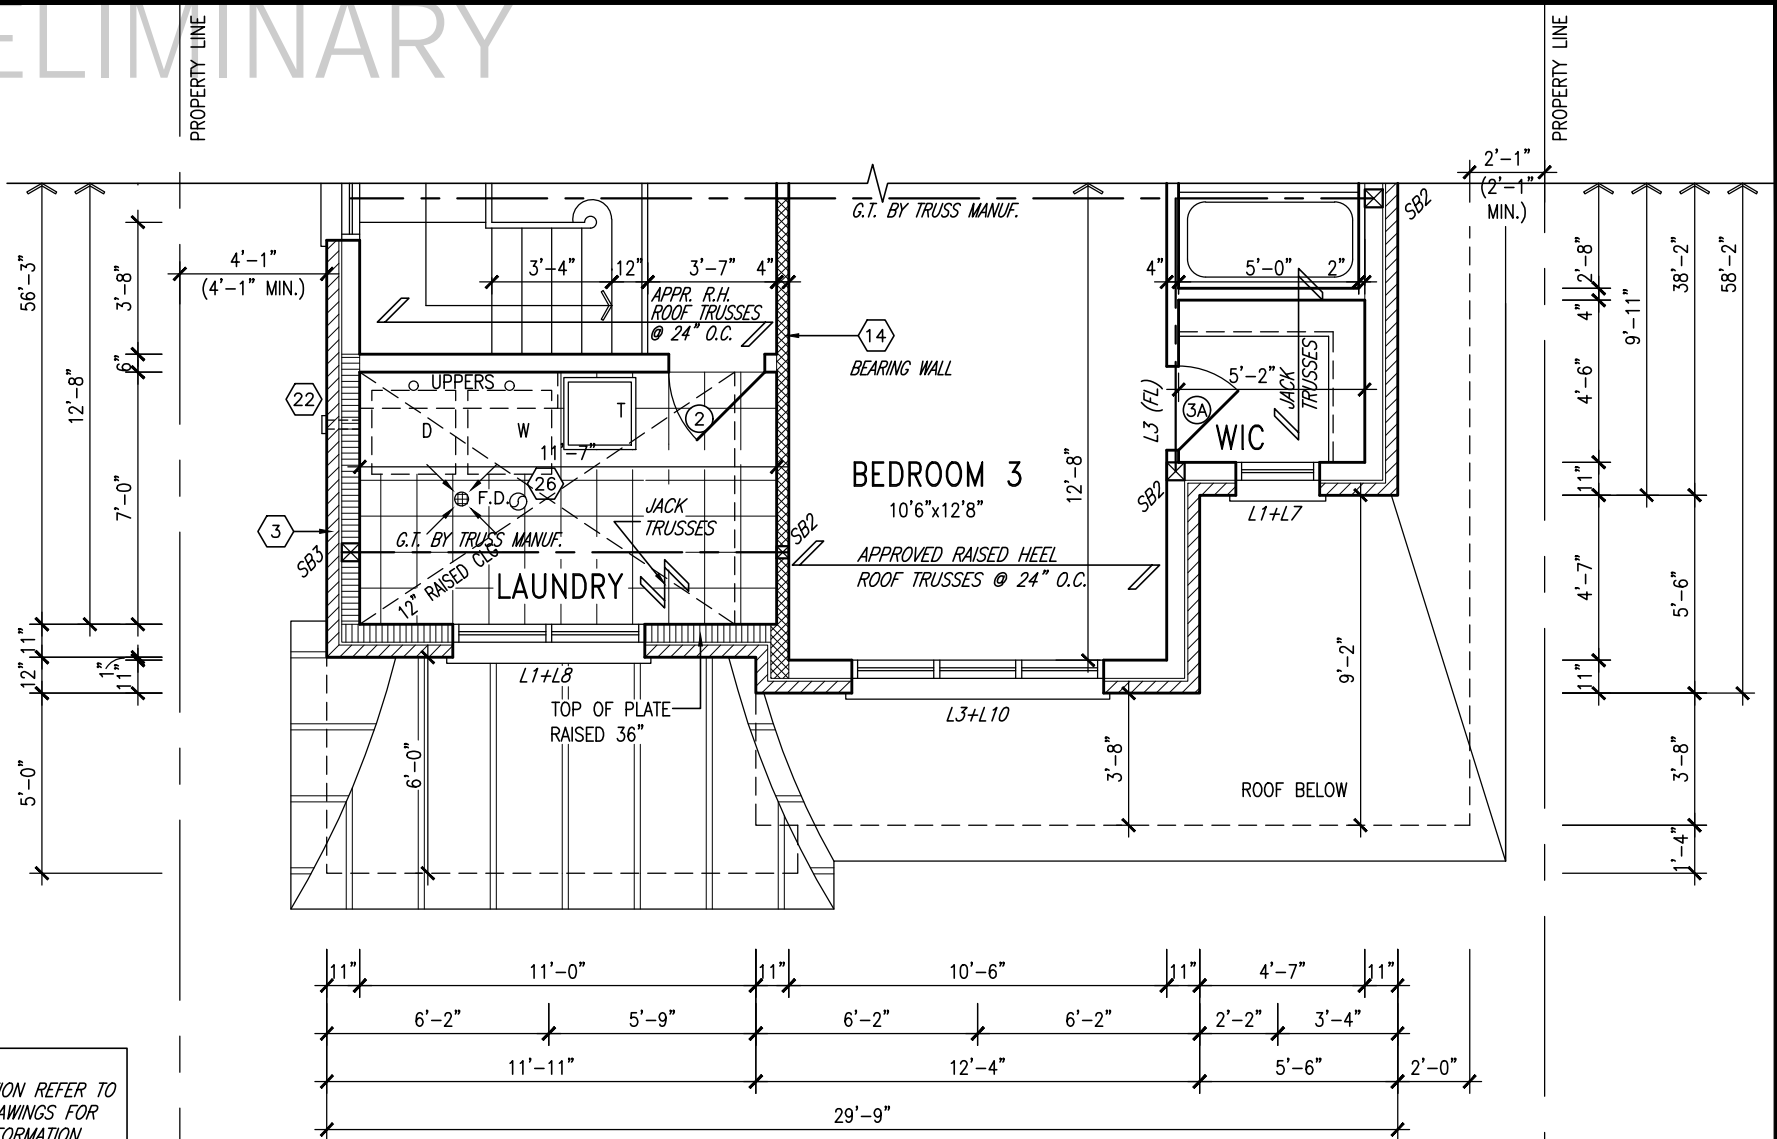 ELIMINARY
PROPERTY LINE
PROPERTY LINE
2'-1"
(2'-1"
MIN.)
G.T. BY TRUSS MANUF.
SB2
56'-3"
12'-8"
3'-8"
6"
7'-0"
4'-1"
(4'-1" MIN.)
3'-4"
12"
3'-7"
4"
4"
5'-0"
2"
APPR. R.H.
ROOF TRUSSES
@ 24" O.C.
14
BEARING WALL
2'-8"
4"
4'-6"
11"
4'-7"
11"
9'-11"
38'-2"
5'-6"
3'-8"
1'-4"
58'-2"
22
UPPERS
D
W
T
2
11'-7"
26
F.D.
3
SB3
G.T. BY TRUSS MANUF.
12" RAISED CLG
LAUNDRY
JACK
TRUSSES
SB2
BEDROOM 3
10'6"x12'8"
12'-8"
APPROVED RAISED HEEL
ROOF TRUSSES @ 24" O.C.
L3 (FL)
3A
5'-2"
JACK
TRUSSES
WIC
SB2
L1+L7
11"
12"
1"
11"
5'-0"
L1+L8
TOP OF PLATE
RAISED 36"
6'-0"
L3+L10
3'-8"
9'-2"
ROOF BELOW
11"
11'-0"
11"
10'-6"
11"
4'-7"
11"
6'-2"
5'-9"
6'-2"
6'-2"
2'-2"
3'-4"
11'-11"
12'-4"
5'-6"
2'-0"
29'-9"
ION REFER TO
AWINGS FOR
FORMATION